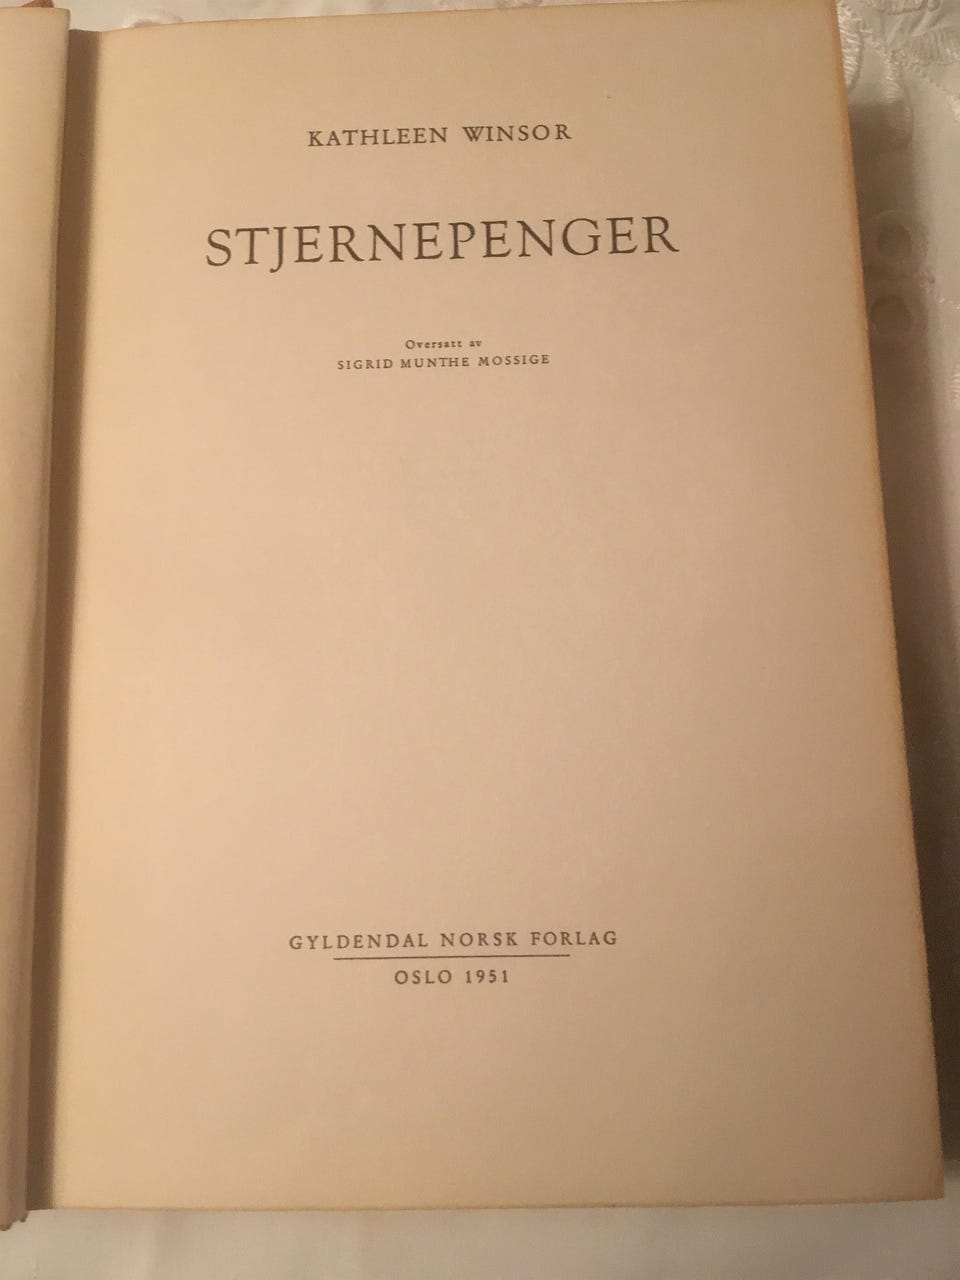 KATHLEEN WINSOR
STJERNEPENGER
Oversatt av
SIGRID MUNTHE MOSSIGE
GYLDENDAL NORSK FORLAG
OSLO 1951